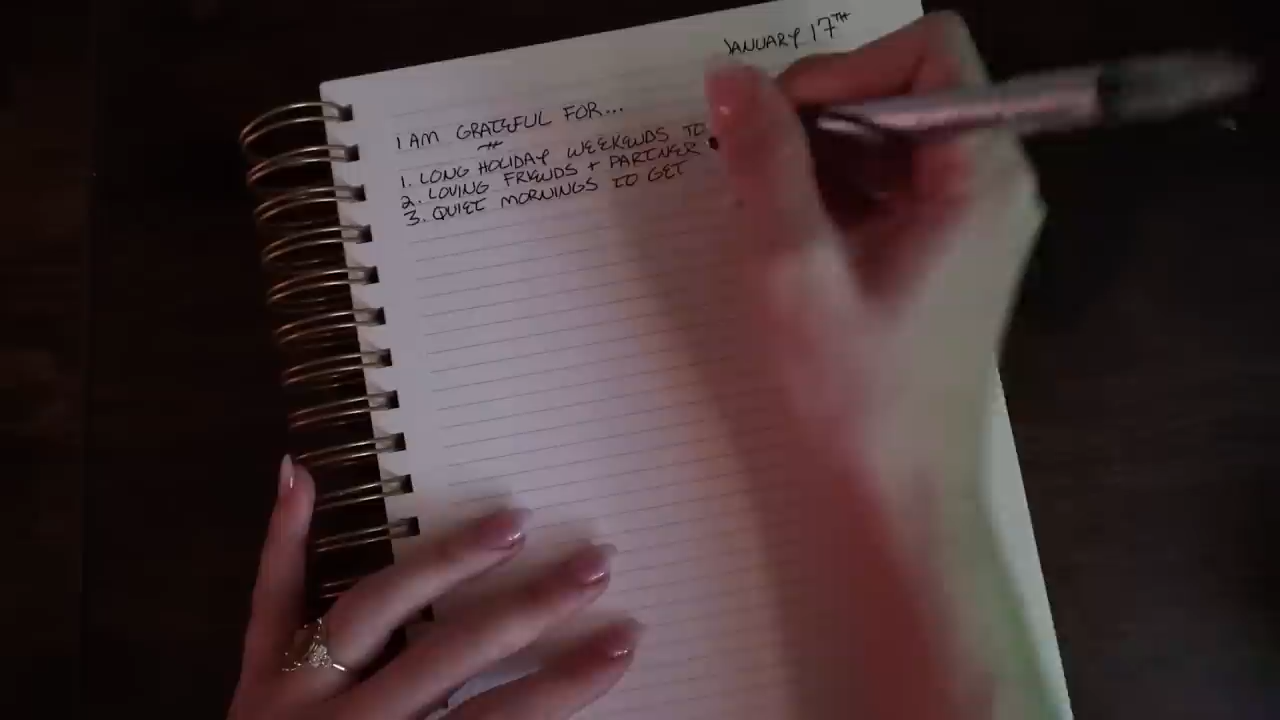 JANUARY 17TH
I AM GRATEFUL FOR...
1. LONG HOLIDAY WEEKENDS TO
2. LOVING FRIENDS + PARTNER
3. QUIET MORNINGS TO GET